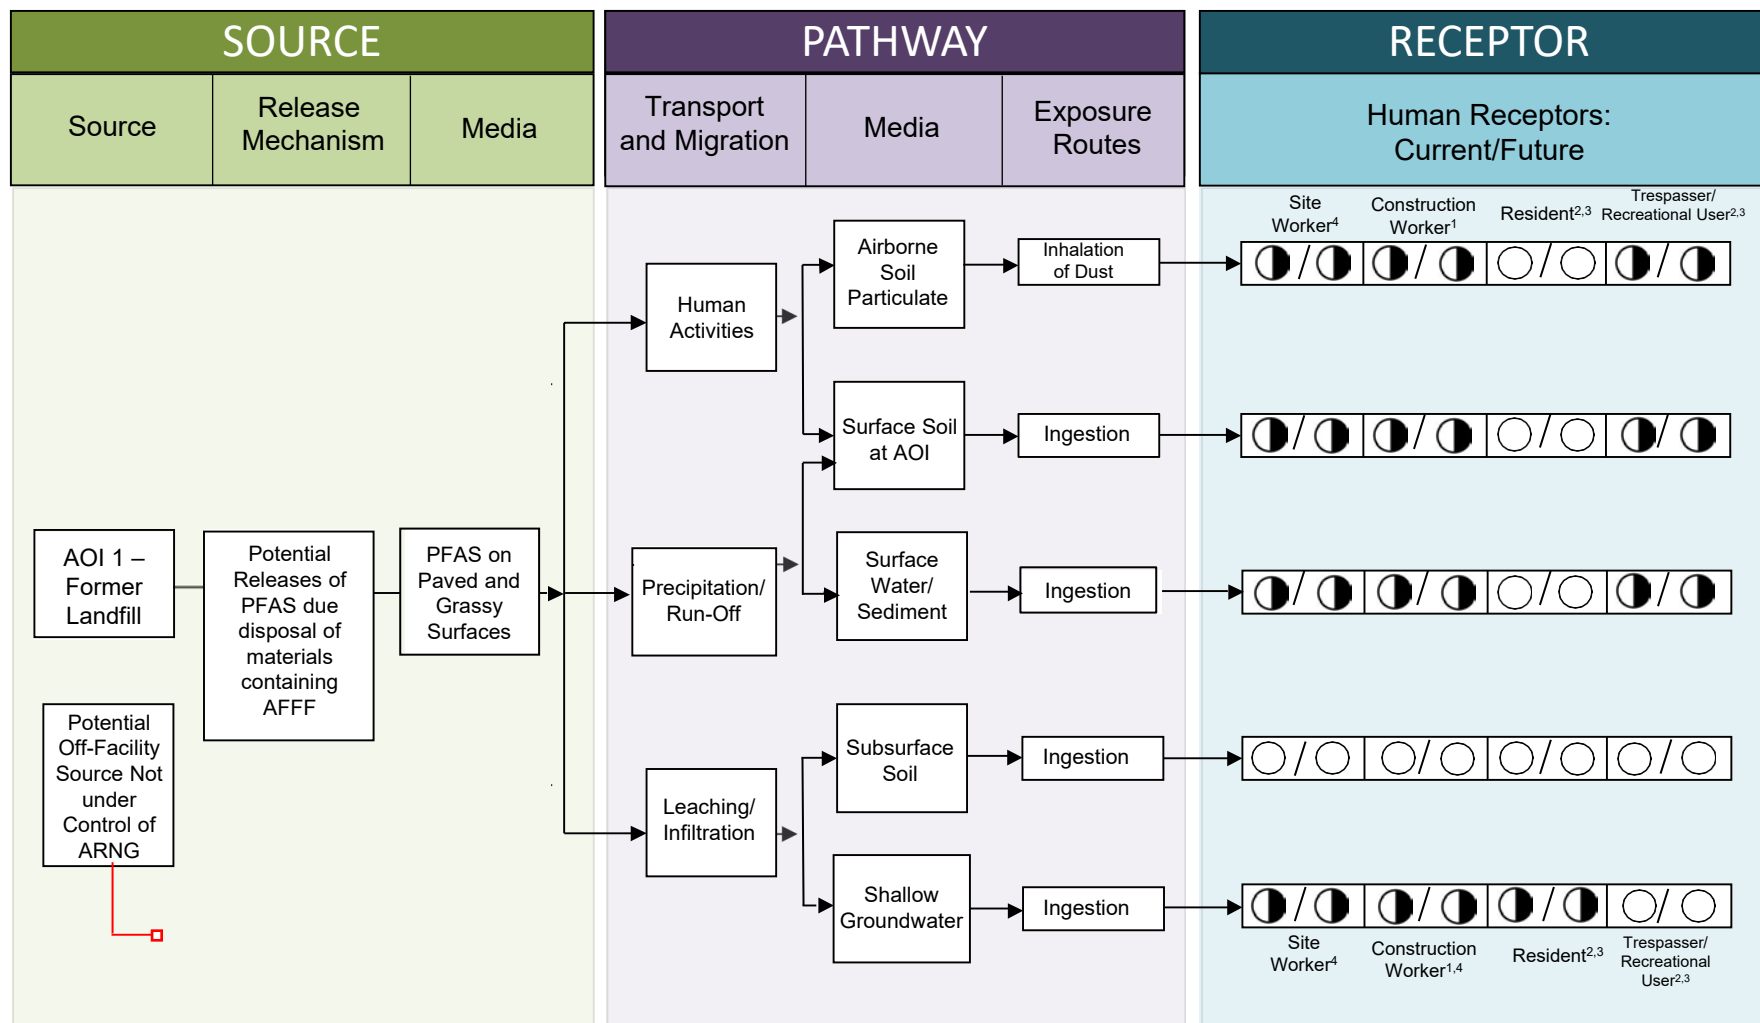 SOURCE
PATHWAY
RECEPTOR
Source
Release
Mechanism
Media
Transport
and Migration
Media
Exposure
Routes
Human Receptors:
Current/Future
Site
Worker4
Construction
Worker1
Resident2,3
Trespasser/
Recreational User2,3
Airborne
Soil
Particulate
Inhalation
of Dust
Human
Activities
Surface Soil
at AOI
Ingestion
AOI 1 –
Former
Landfill
Potential
Releases of
PFAS due
disposal of
materials
containing
AFFF
PFAS on
Paved and
Grassy
Surfaces
Precipitation/
Run-Off
Surface
Water/
Sediment
Ingestion
Potential
Off-Facility
Source Not
under
Control of
ARNG
Leaching/
Infiltration
Subsurface
Soil
Ingestion
Shallow
Groundwater
Ingestion
Site
Worker4
Construction
Worker1,4
Resident2,3
Trespasser/
Recreational
User2,3